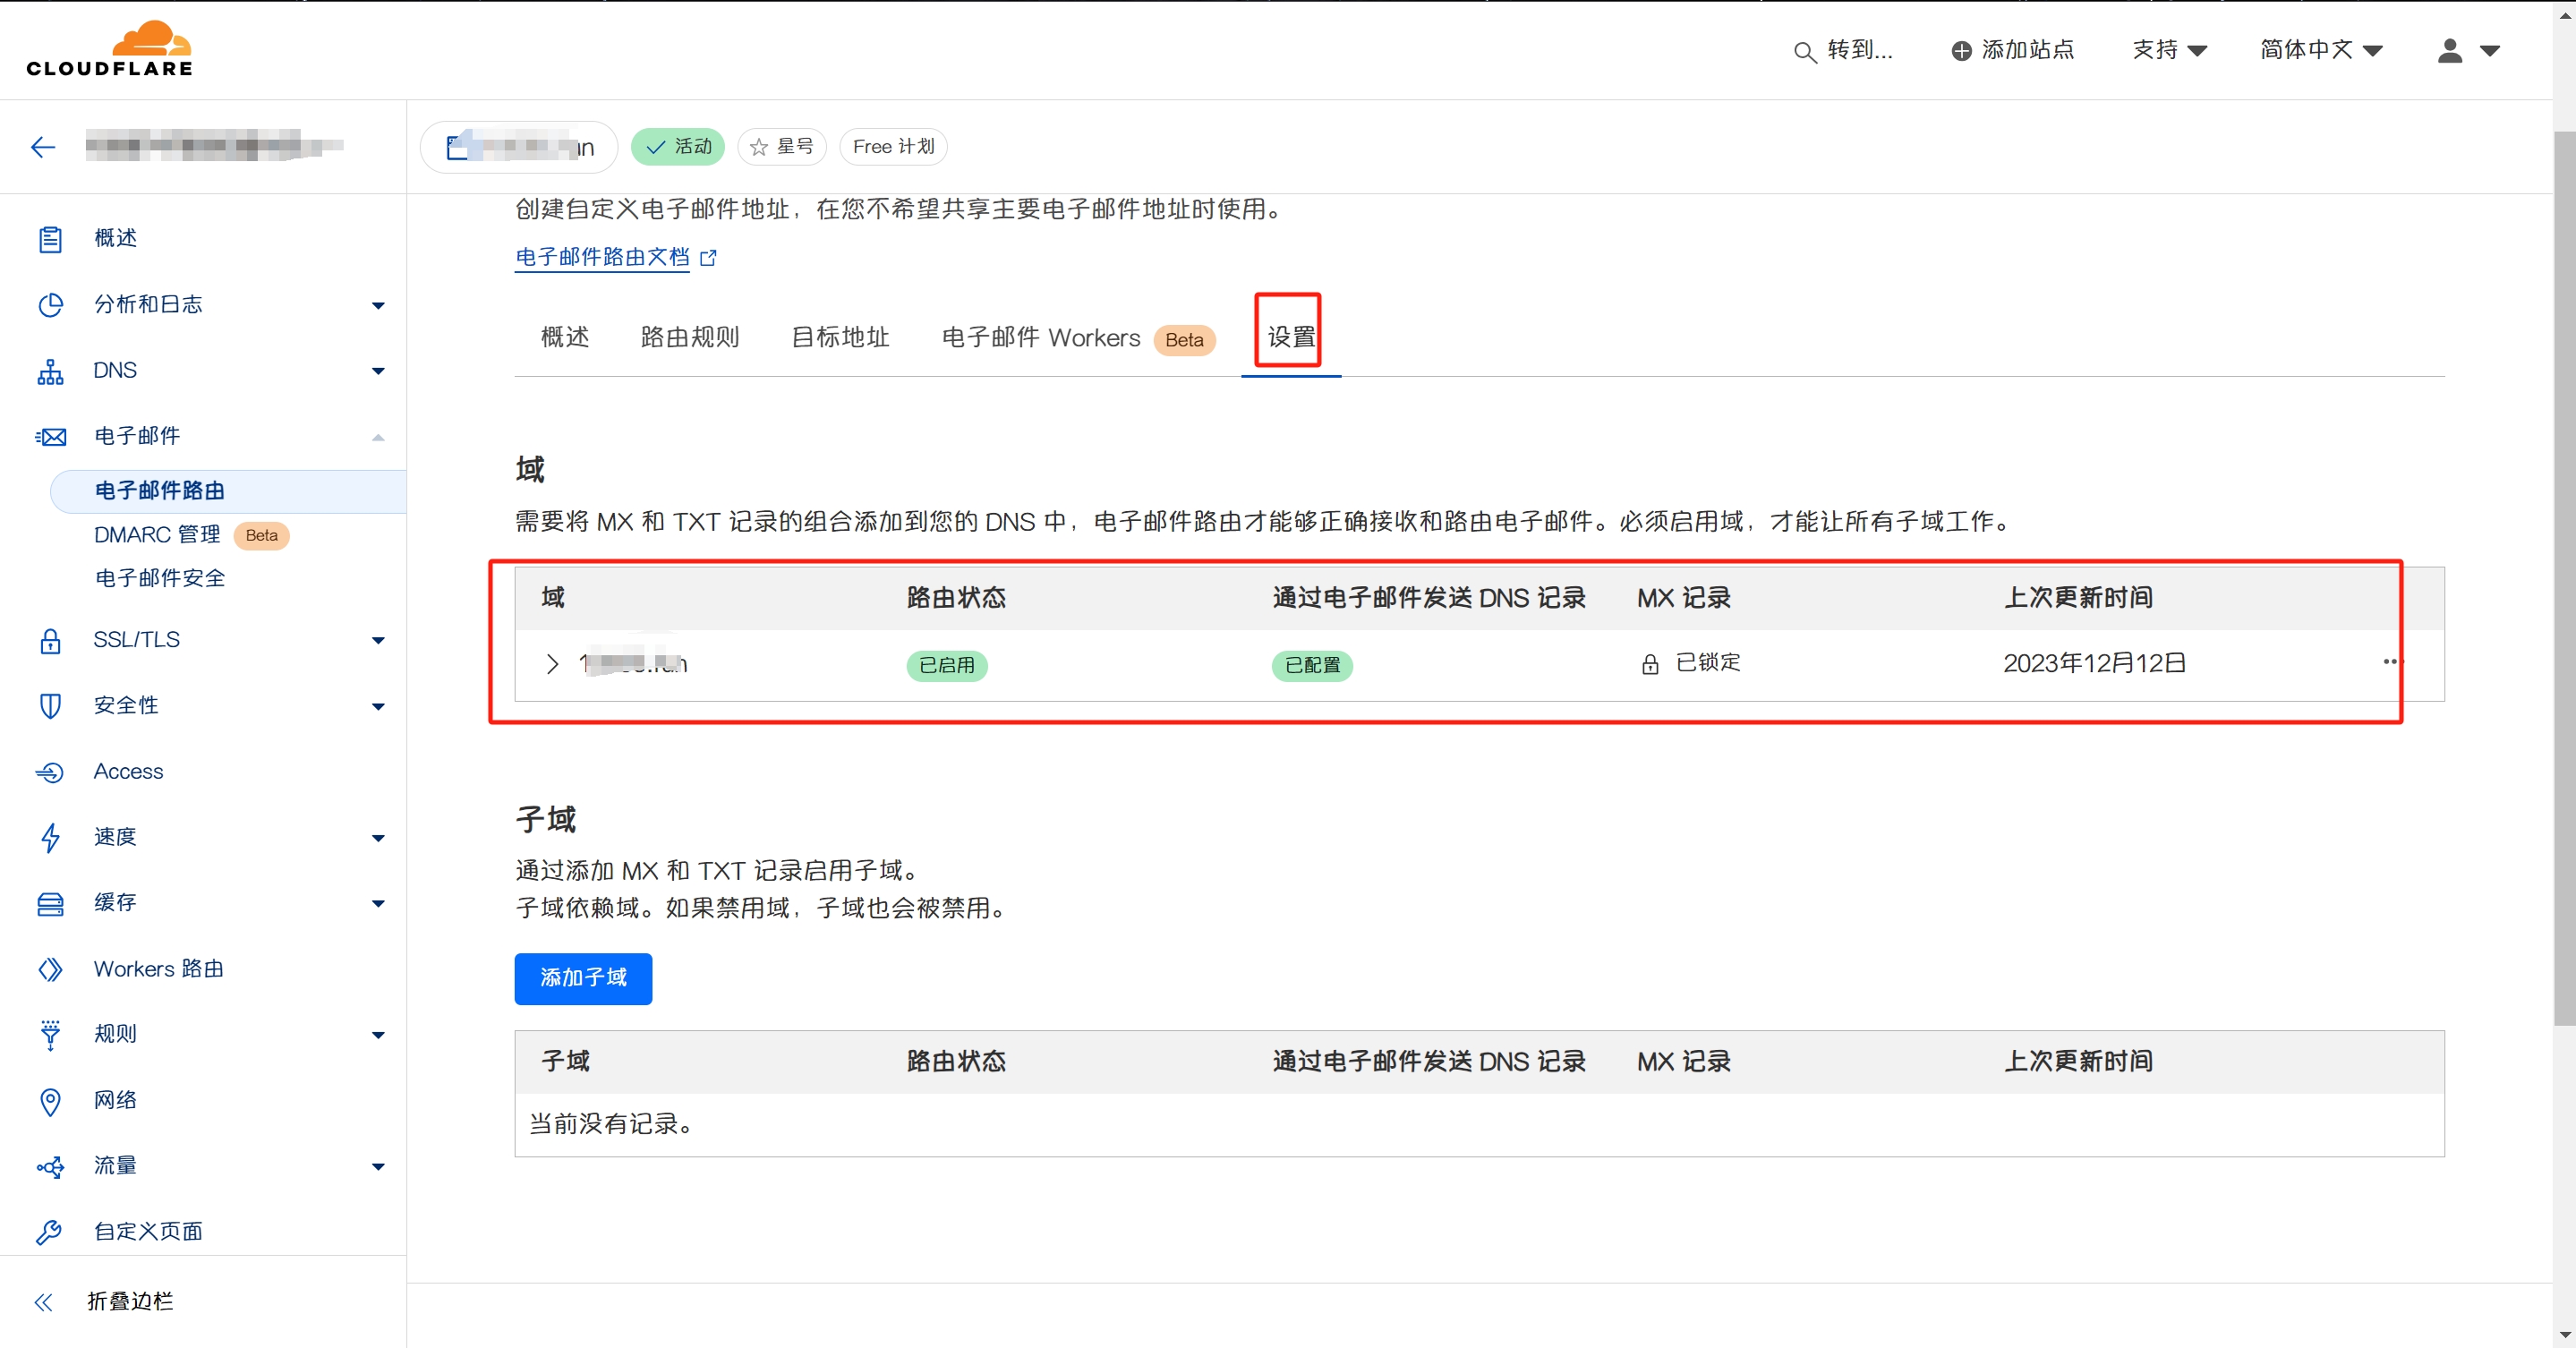 CLOUDFLARE
转到...
添加站点
支持
简体中文
活动
星号
Free 计划
概述
分析和日志
DNS
电子邮件
电子邮件路由
DMARC 管理 Beta
电子邮件安全
SSL/TLS
安全性
Access
速度
缓存
Workers 路由
规则
网络
流量
自定义页面
折叠边栏
创建自定义电子邮件地址，在您不希望共享主要电子邮件地址时使用。
电子邮件路由文档
概述 路由规则 目标地址 电子邮件 Workers Beta 设置
域
需要将 MX 和 TXT 记录的组合添加到您的 DNS 中，电子邮件路由才能够正确接收和路由电子邮件。必须启用域，才能让所有子域工作。
域 路由状态 通过电子邮件发送 DNS 记录 MX 记录 上次更新时间
已启用 已配置 已锁定 2023年12月12日
子域
通过添加 MX 和 TXT 记录启用子域。
子域依赖域。如果禁用域，子域也会被禁用。
添加子域
子域 路由状态 通过电子邮件发送 DNS 记录 MX 记录 上次更新时间
当前没有记录。